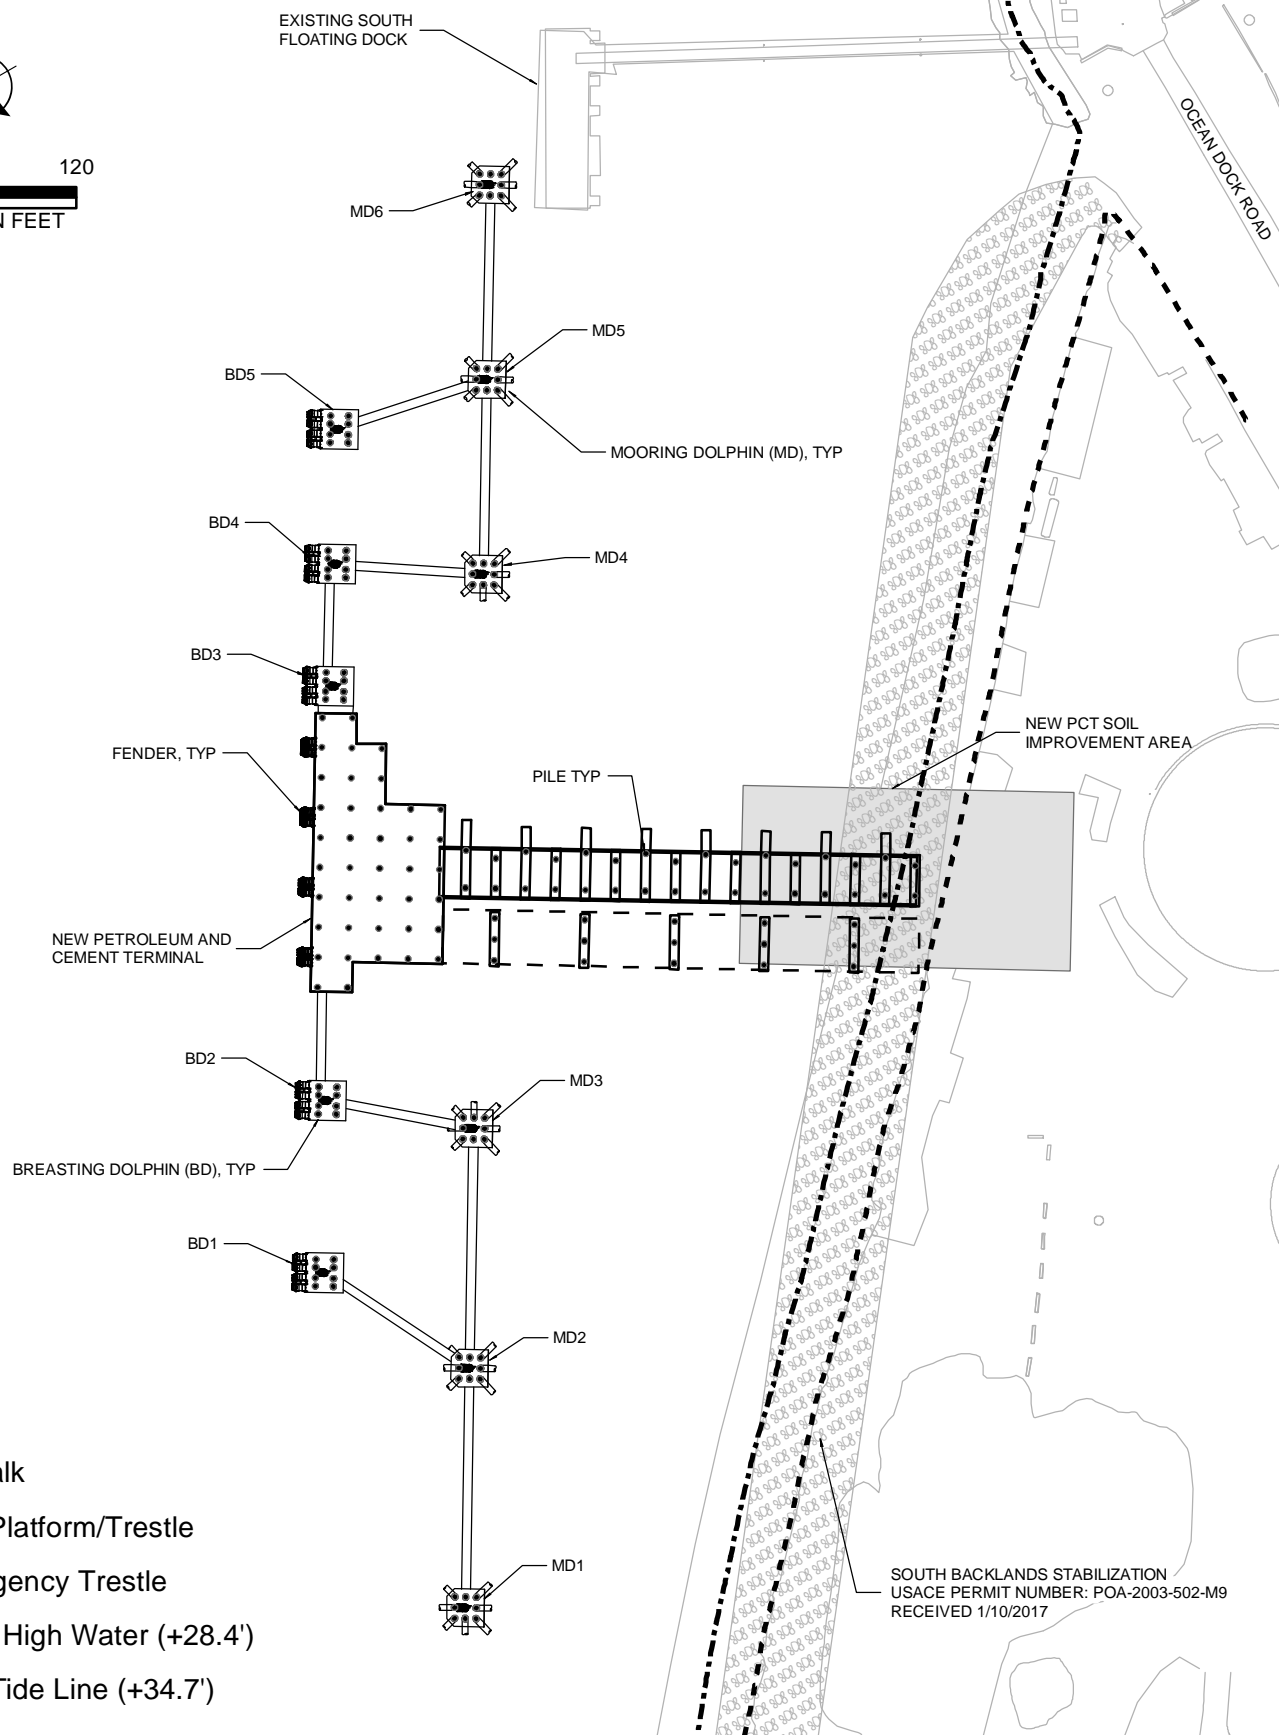 EXISTING SOUTH
FLOATING DOCK
120
N FEET
OCEAN DOCK ROAD
MD6
MD5
BD5
MOORING DOLPHIN (MD), TYP
BD4
MD4
BD3
NEW PCT SOIL
IMPROVEMENT AREA
FENDER, TYP
PILE TYP
NEW PETROLEUM AND
CEMENT TERMINAL
BD2
MD3
BREASTING DOLPHIN (BD), TYP
BD1
MD2
alk
Platform/Trestle
MD1
SOUTH BACKLANDS STABILIZATION
USACE PERMIT NUMBER: POA-2003-502-M9
RECEIVED 1/10/2017
gency Trestle
High Water (+28.4')
Tide Line (+34.7')